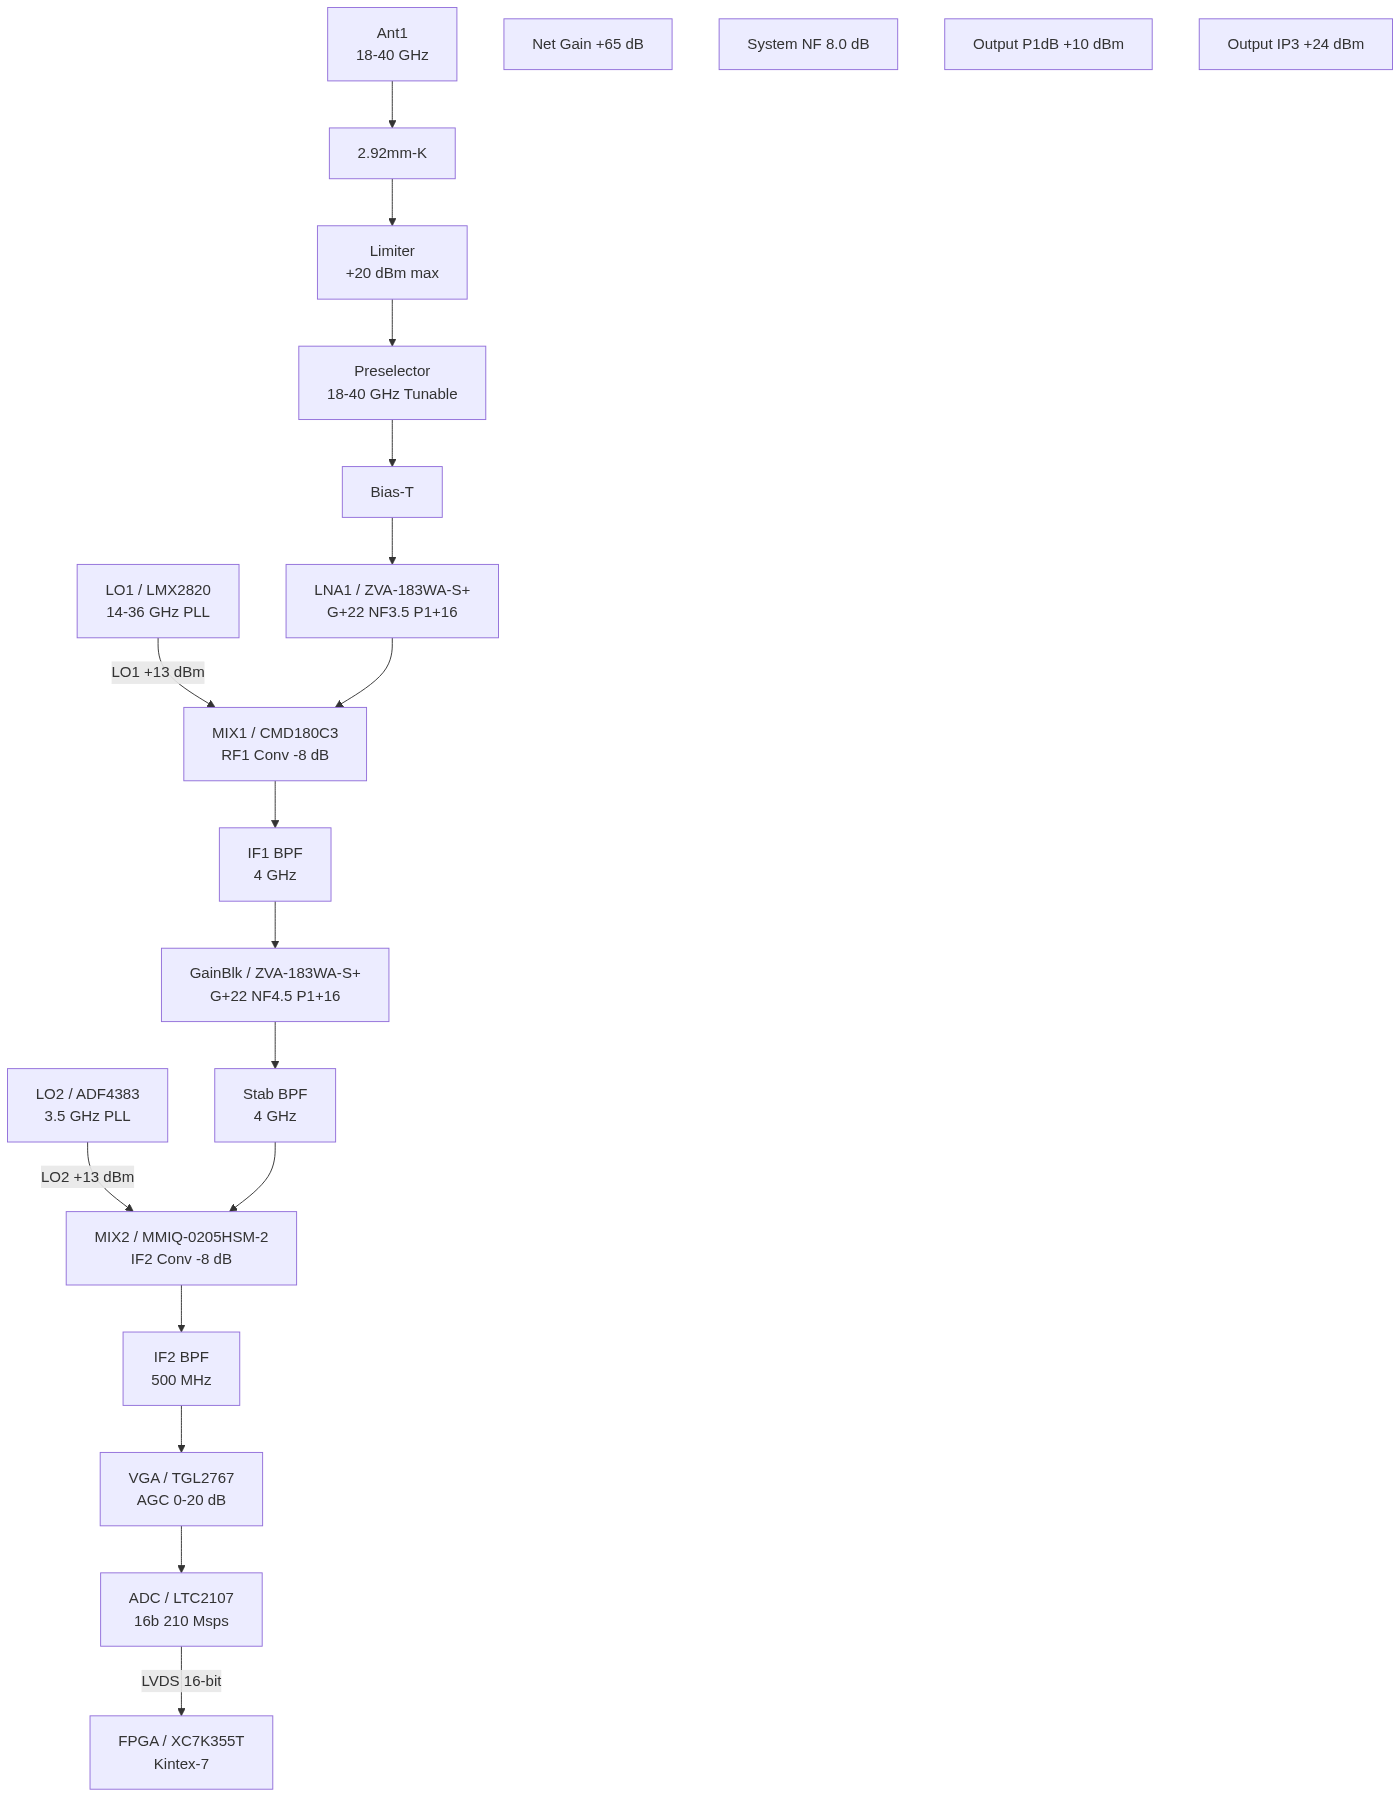 Ant1
18-40 GHz
Net Gain +65 dB
System NF 8.0 dB
Output P1dB +10 dBm
Output IP3 +24 dBm
2.92mm-K
Limiter
+20 dBm max
Preselector
18-40 GHz Tunable
Bias-T
LO1 / LMX2820
14-36 GHz PLL
LNA1 / ZVA-183WA-S+
G+22 NF3.5 P1+16
LO1 +13 dBm
MIX1 / CMD180C3
RF1 Conv -8 dB
IF1 BPF
4 GHz
GainBlk / ZVA-183WA-S+
G+22 NF4.5 P1+16
LO2 / ADF4383
3.5 GHz PLL
Stab BPF
4 GHz
LO2 +13 dBm
MIX2 / MMIQ-0205HSM-2
IF2 Conv -8 dB
IF2 BPF
500 MHz
VGA / TGL2767
AGC 0-20 dB
ADC / LTC2107
16b 210 Msps
LVDS 16-bit
FPGA / XC7K355T
Kintex-7